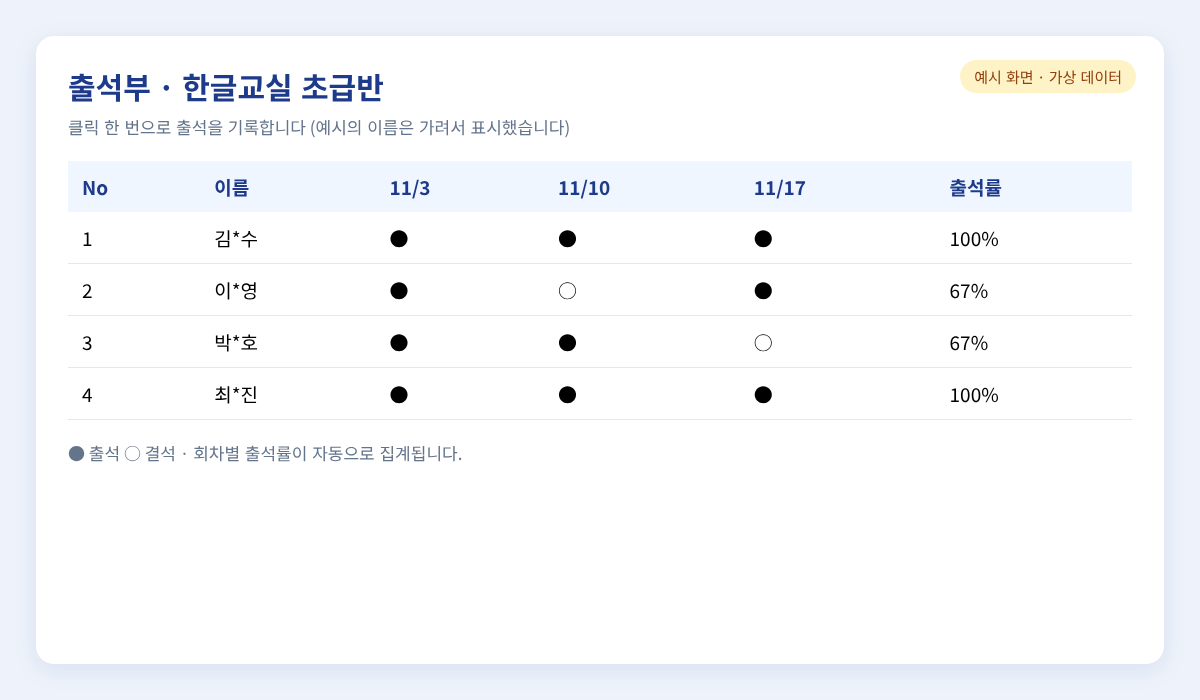 출석부 · 한글교실 초급반
예시 화면 · 가상 데이터
클릭 한 번으로 출석을 기록합니다 (예시의 이름은 가려서 표시했습니다)
No 이름 11/3 11/10 11/17 출석률
1 김*수 ● ● ● 100%
2 이*영 ● ○ ● 67%
3 박*호 ● ● ○ 67%
4 최*진 ● ● ● 100%
● 출석 ○ 결석 · 회차별 출석률이 자동으로 집계됩니다.